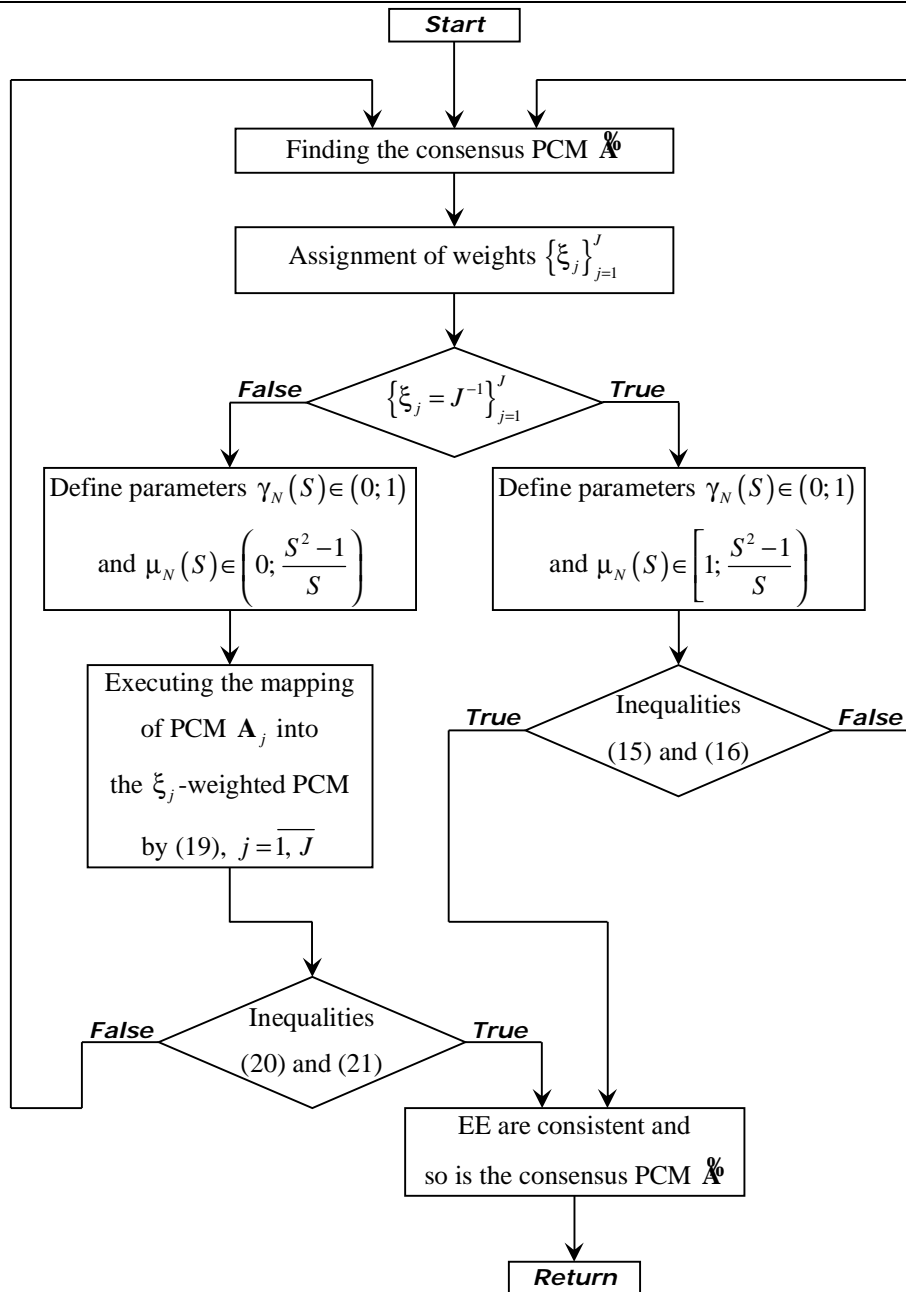 Start
Finding the consensus PCM Ã
Assignment of weights {ξ_j}_{j=1}^{J}
False
{ξ_j = J^{-1}}_{j=1}^{J}
True
Define parameters γ_N(S)∈(0; 1)
and μ_N(S)∈(0; (S^2 −1)/S)
Define parameters γ_N(S)∈(0; 1)
and μ_N(S)∈[1; (S^2 −1)/S)
Executing the mapping
of PCM A_j into
the ξ_j-weighted PCM
by (19), j = \overline{1, J}
True
Inequalities
(15) and (16)
False
False
Inequalities
(20) and (21)
True
EE are consistent and
so is the consensus PCM Ã
Return